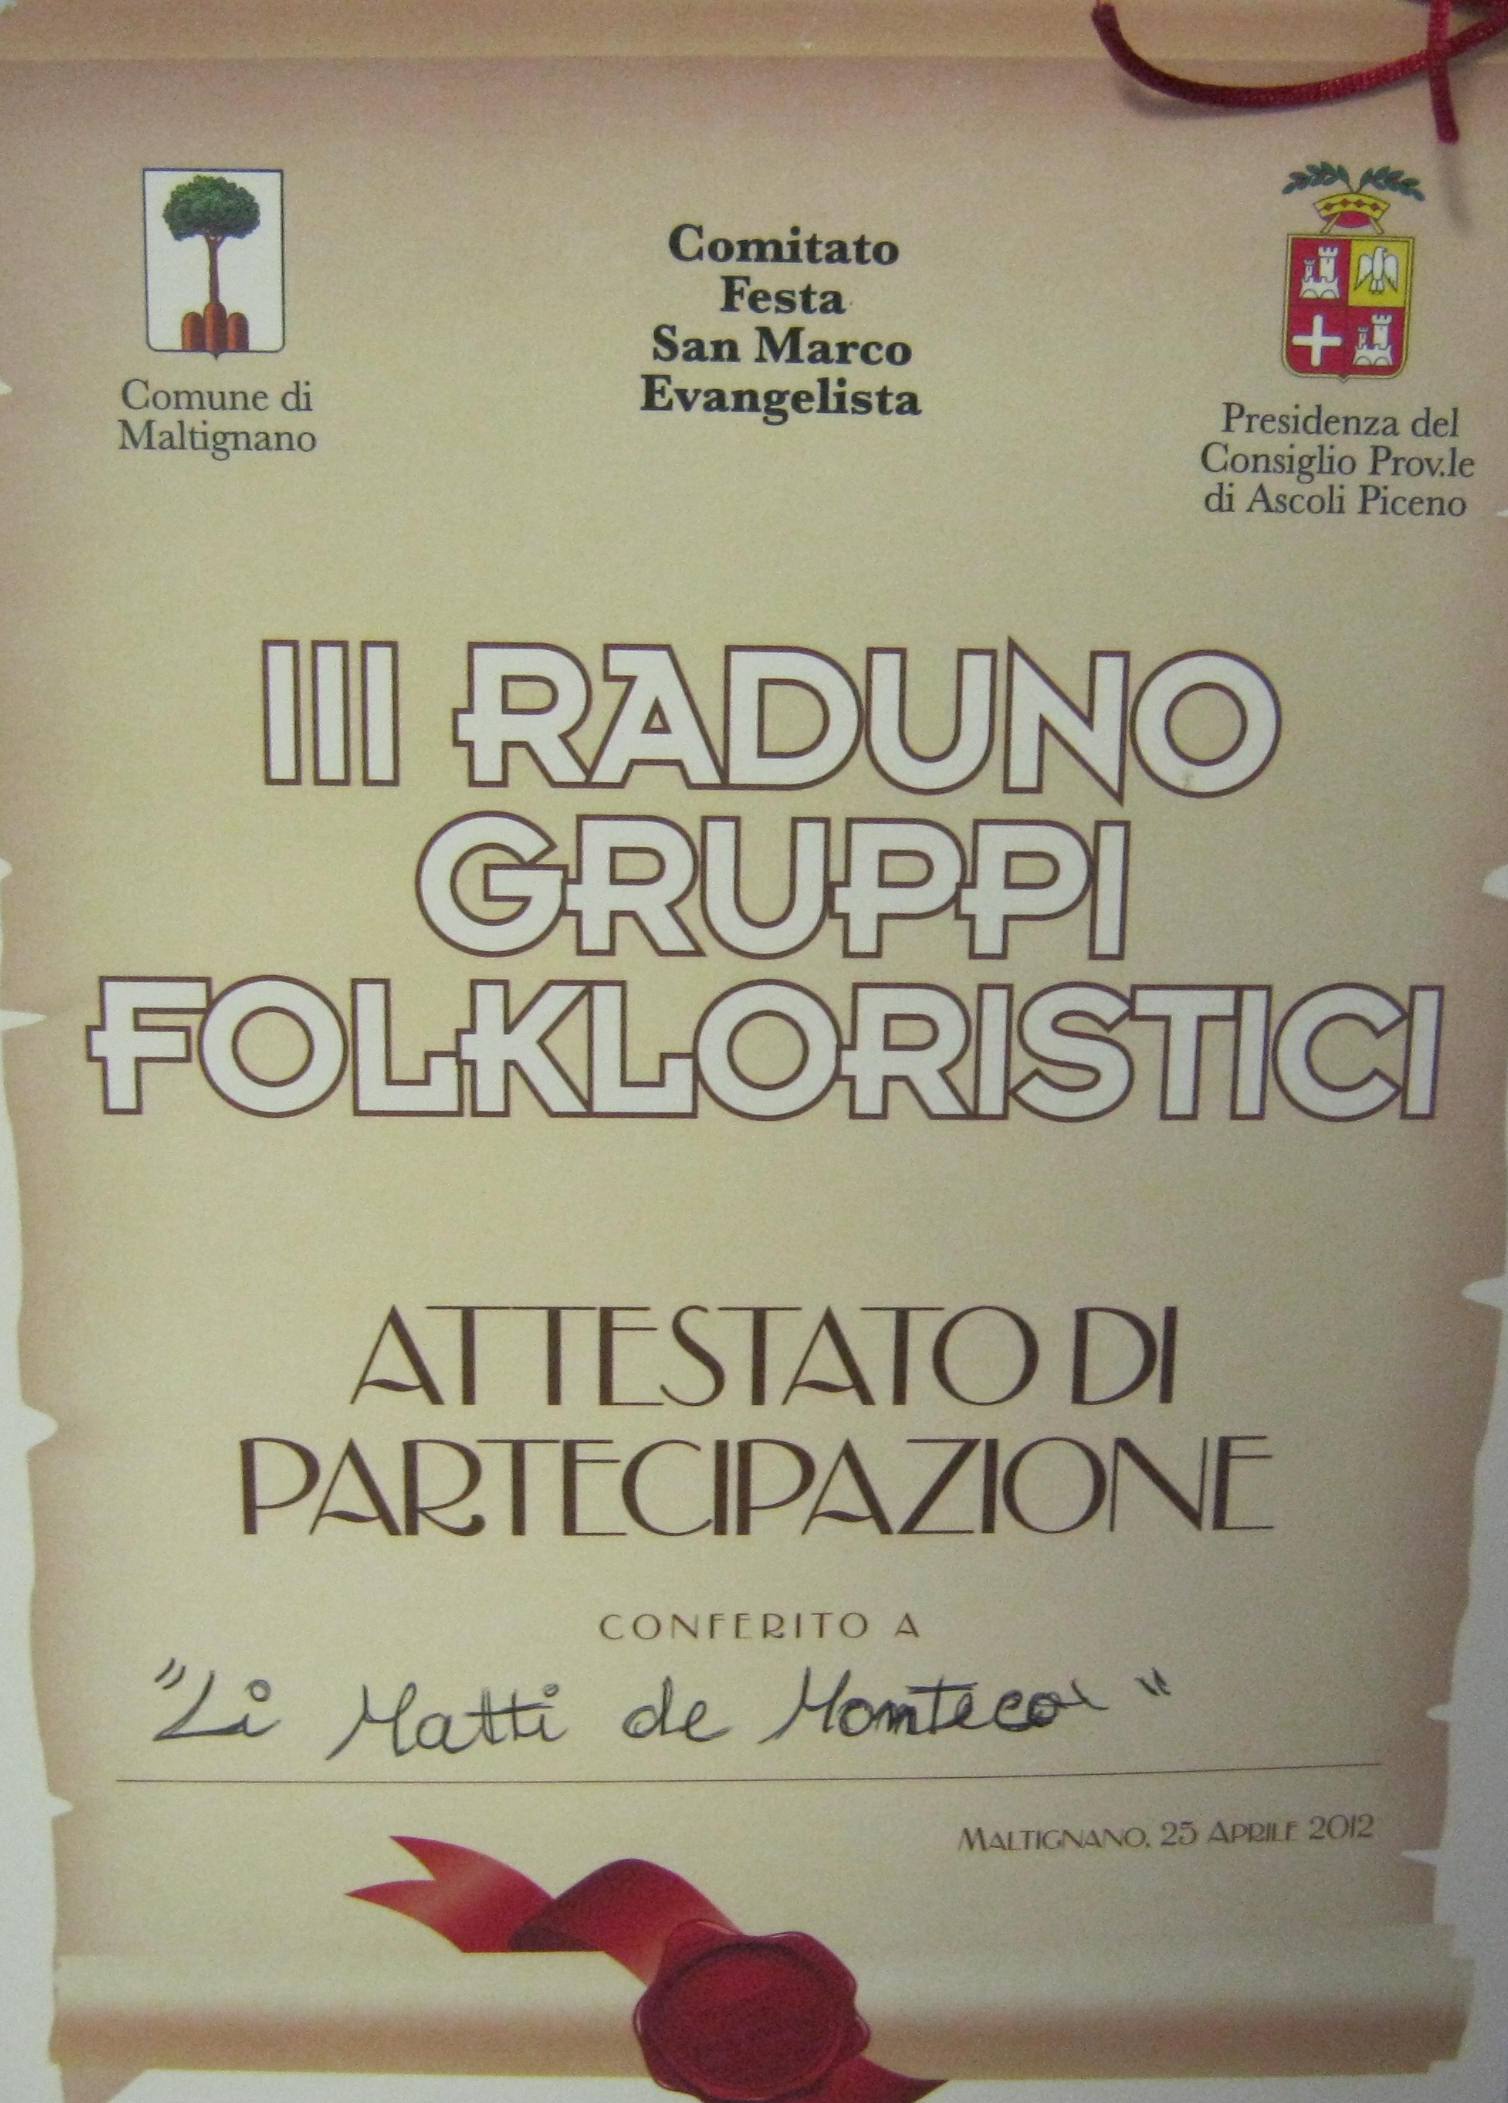 Comune di
Maltignano
Comitato
Festa
San Marco
Evangelista
Presidenza del
Consiglio Prov.le
di Ascoli Piceno
III RADUNO
GRUPPI
FOLKLORISTICI
ATTESTATO DI
PARTECIPAZIONE
CONFERITO A
"Li Matti de Montecò"
MALTIGNANO, 25 APRILE 2012